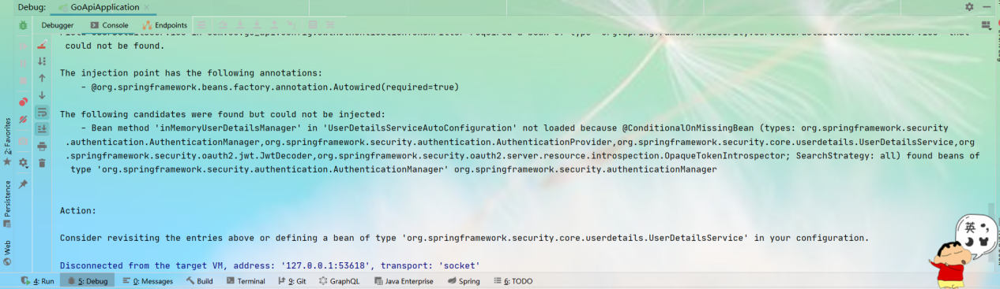 Debug: GoApiApplication
Debugger Console Endpoints
could not be found.
The injection point has the following annotations:
- @org.springframework.beans.factory.annotation.Autowired(required=true)
The following candidates were found but could not be injected:
- Bean method 'inMemoryUserDetailsManager' in 'UserDetailsServiceAutoConfiguration' not loaded because @ConditionalOnMissingBean (types: org.springframework.security
.authentication.AuthenticationManager,org.springframework.security.authentication.AuthenticationProvider,org.springframework.security.core.userdetails.UserDetailsService,org
.springframework.security.oauth2.jwt.JwtDecoder,org.springframework.security.oauth2.server.resource.introspection.OpaqueTokenIntrospector; SearchStrategy: all) found beans of
type 'org.springframework.security.authentication.AuthenticationManager' org.springframework.security.authenticationManager
Action:
Consider revisiting the entries above or defining a bean of type 'org.springframework.security.core.userdetails.UserDetailsService' in your configuration.
Disconnected from the target VM, address: '127.0.0.1:53618', transport: 'socket'
2: Favorites
Persistence
Web
英
4: Run 5: Debug 0: Messages Build Terminal 9: Git GraphQL Java Enterprise Spring 6: TODO